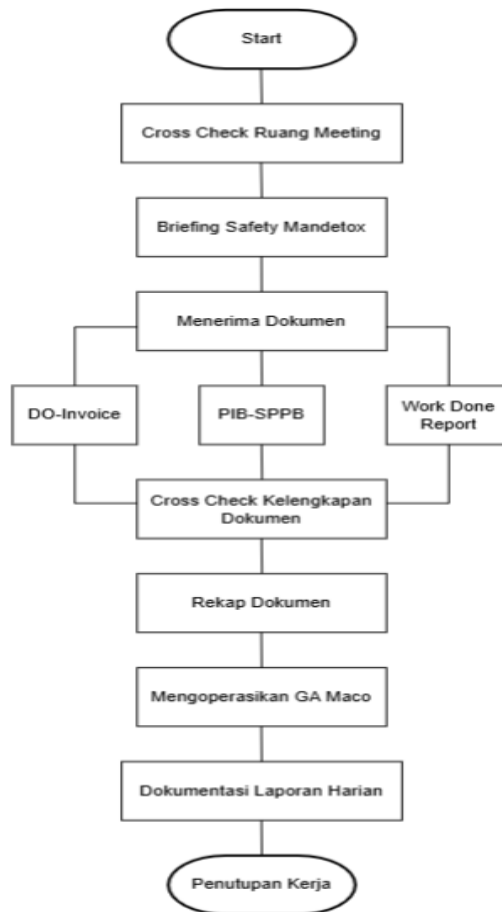 Start
Cross Check Ruang Meeting
Briefing Safety Mandetox
Menerima Dokumen
DO-Invoice
PIB-SPPB
Work Done
Report
Cross Check Kelengkapan
Dokumen
Rekap Dokumen
Mengoperasikan GA Maco
Dokumentasi Laporan Harian
Penutupan Kerja